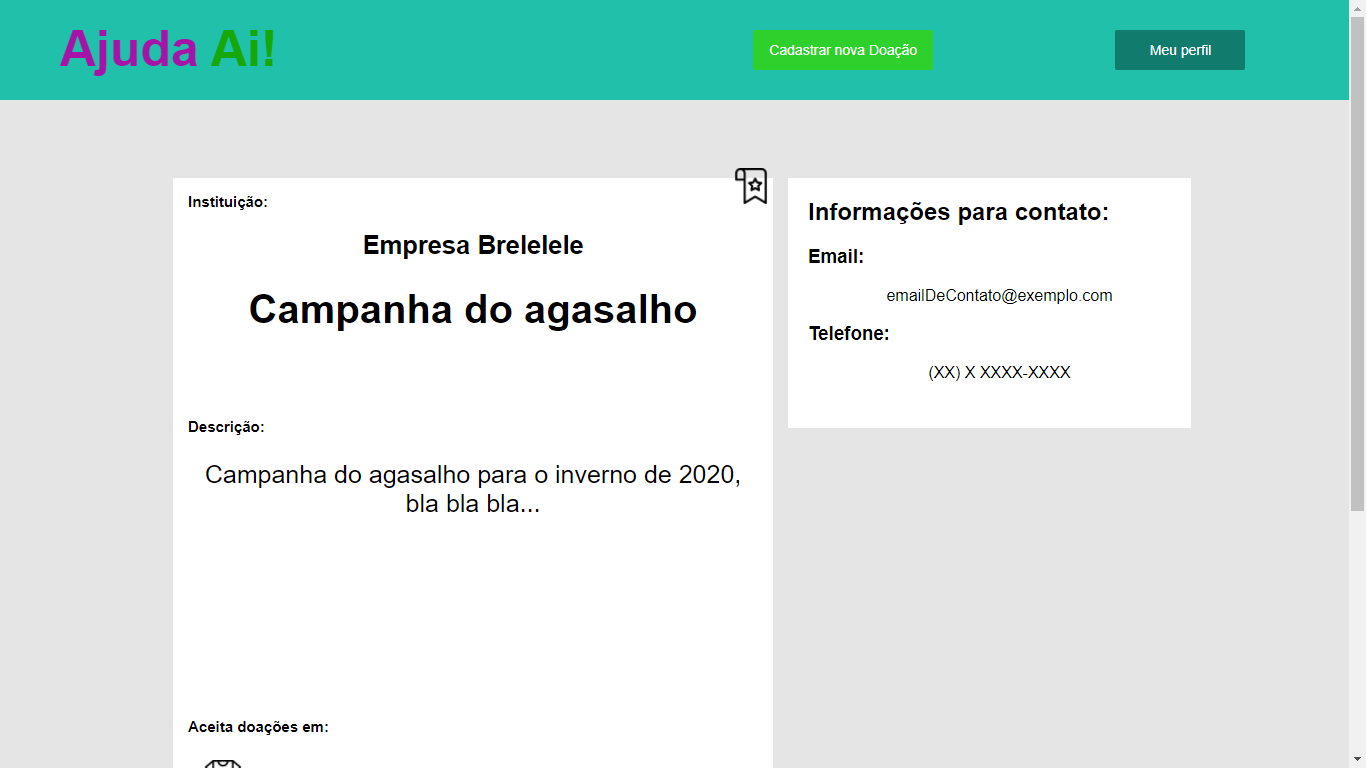 Ajuda Ai!
Cadastrar nova Doação
Meu perfil
Instituição:
Empresa Brelelele
Campanha do agasalho
Descrição:
Campanha do agasalho para o inverno de 2020,
bla bla bla...
Aceita doações em:
Informações para contato:
Email:
emailDeContato@exemplo.com
Telefone:
(XX) X XXXX-XXXX